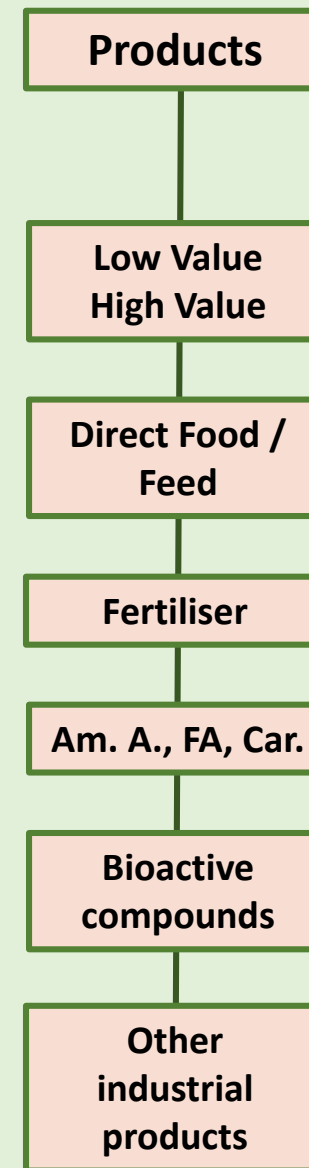 Products
Low Value
High Value
Direct Food /
Feed
Fertiliser
Am. A., FA, Car.
Bioactive
compounds
Other
industrial
products